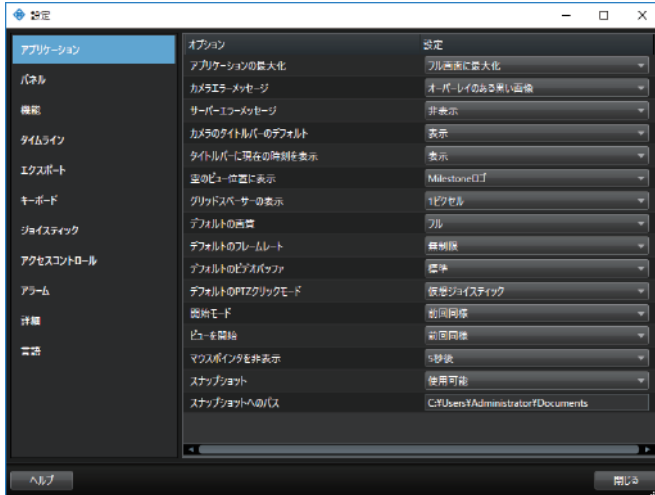 設定
アプリケーション
パネル
機能
タイムライン
エクスポート
キーボード
ジョイスティック
アクセスコントロール
アラーム
詳細
言語
オプション 設定
アプリケーションの最大化 フル画面に最大化
カメラエラーメッセージ オーバーレイのある黒い画像
サーバーエラーメッセージ 非表示
カメラのタイトルバーのデフォルト 表示
タイトルバーに現在の時刻を表示 表示
空のビュー位置に表示 Milestoneロゴ
グリッドスペーサーの表示 1ピクセル
デフォルトの画質 フル
デフォルトのフレームレート 無制限
デフォルトのビデオバッファ 標準
デフォルトのPTZクリックモード 仮想ジョイスティック
開始モード 前回同様
ビューを開始 前回同様
マウスポインタを非表示 5秒後
スナップショット 使用可能
スナップショットへのパス C:¥Users¥Administrator¥Documents
ヘルプ 閉じる